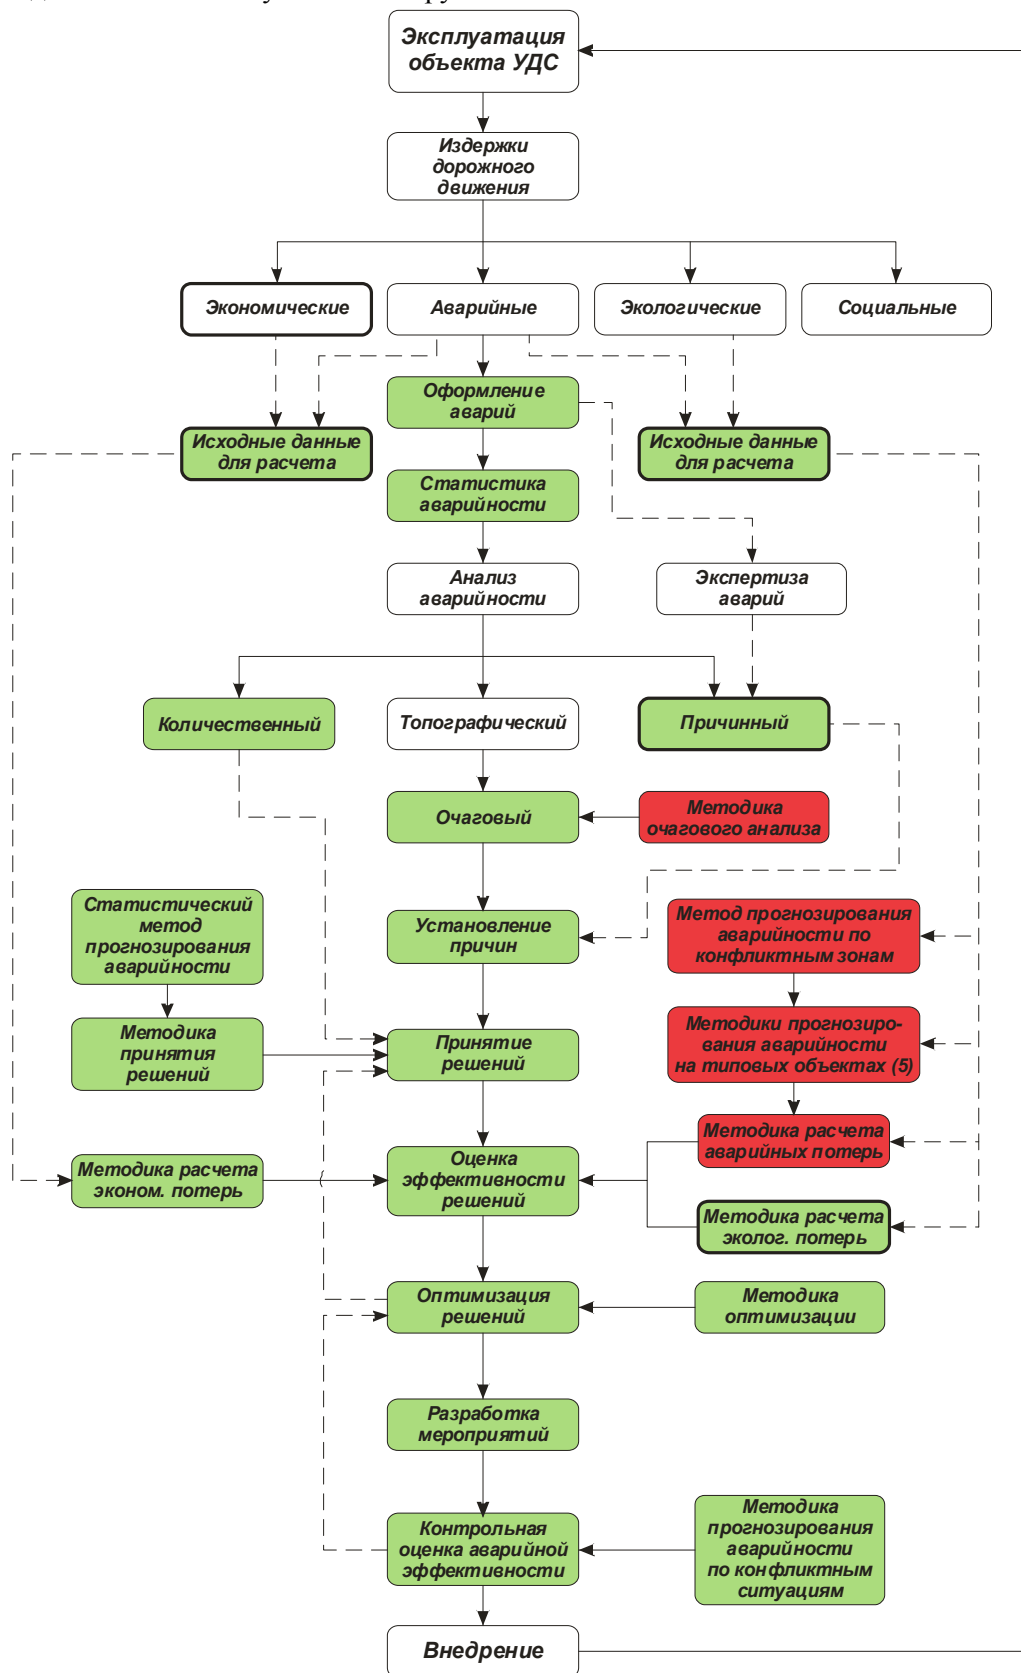 Эксплуатация
объекта УДС
Издержки
дорожного
движения
Экономические
Аварийные
Экологические
Социальные
Оформление
аварий
Исходные данные
для расчета
Исходные данные
для расчета
Статистика
аварийности
Анализ
аварийности
Экспертиза
аварий
Количественный
Топографический
Причинный
Очаговый
Методика
очагового анализа
Статистический
метод
прогнозирования
аварийности
Установление
причин
Метод прогнозирования
аварийности по
конфликтным зонам
Методика
принятия
решений
Принятие
решений
Методики прогнозиро-
вания аварийности
на типовых объектах (5)
Методика расчета
аварийных потерь
Методика расчета
эконом. потерь
Оценка
эффективности
решений
Методика расчета
эколог. потерь
Оптимизация
решений
Методика
оптимизации
Разработка
мероприятий
Контрольная
оценка аварийной
эффективности
Методика
прогнозирования
аварийности
по конфликтным
ситуациям
Внедрение